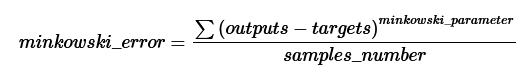 minkowski_error = ∑ (outputs − targets)^minkowski_parameter / samples_number